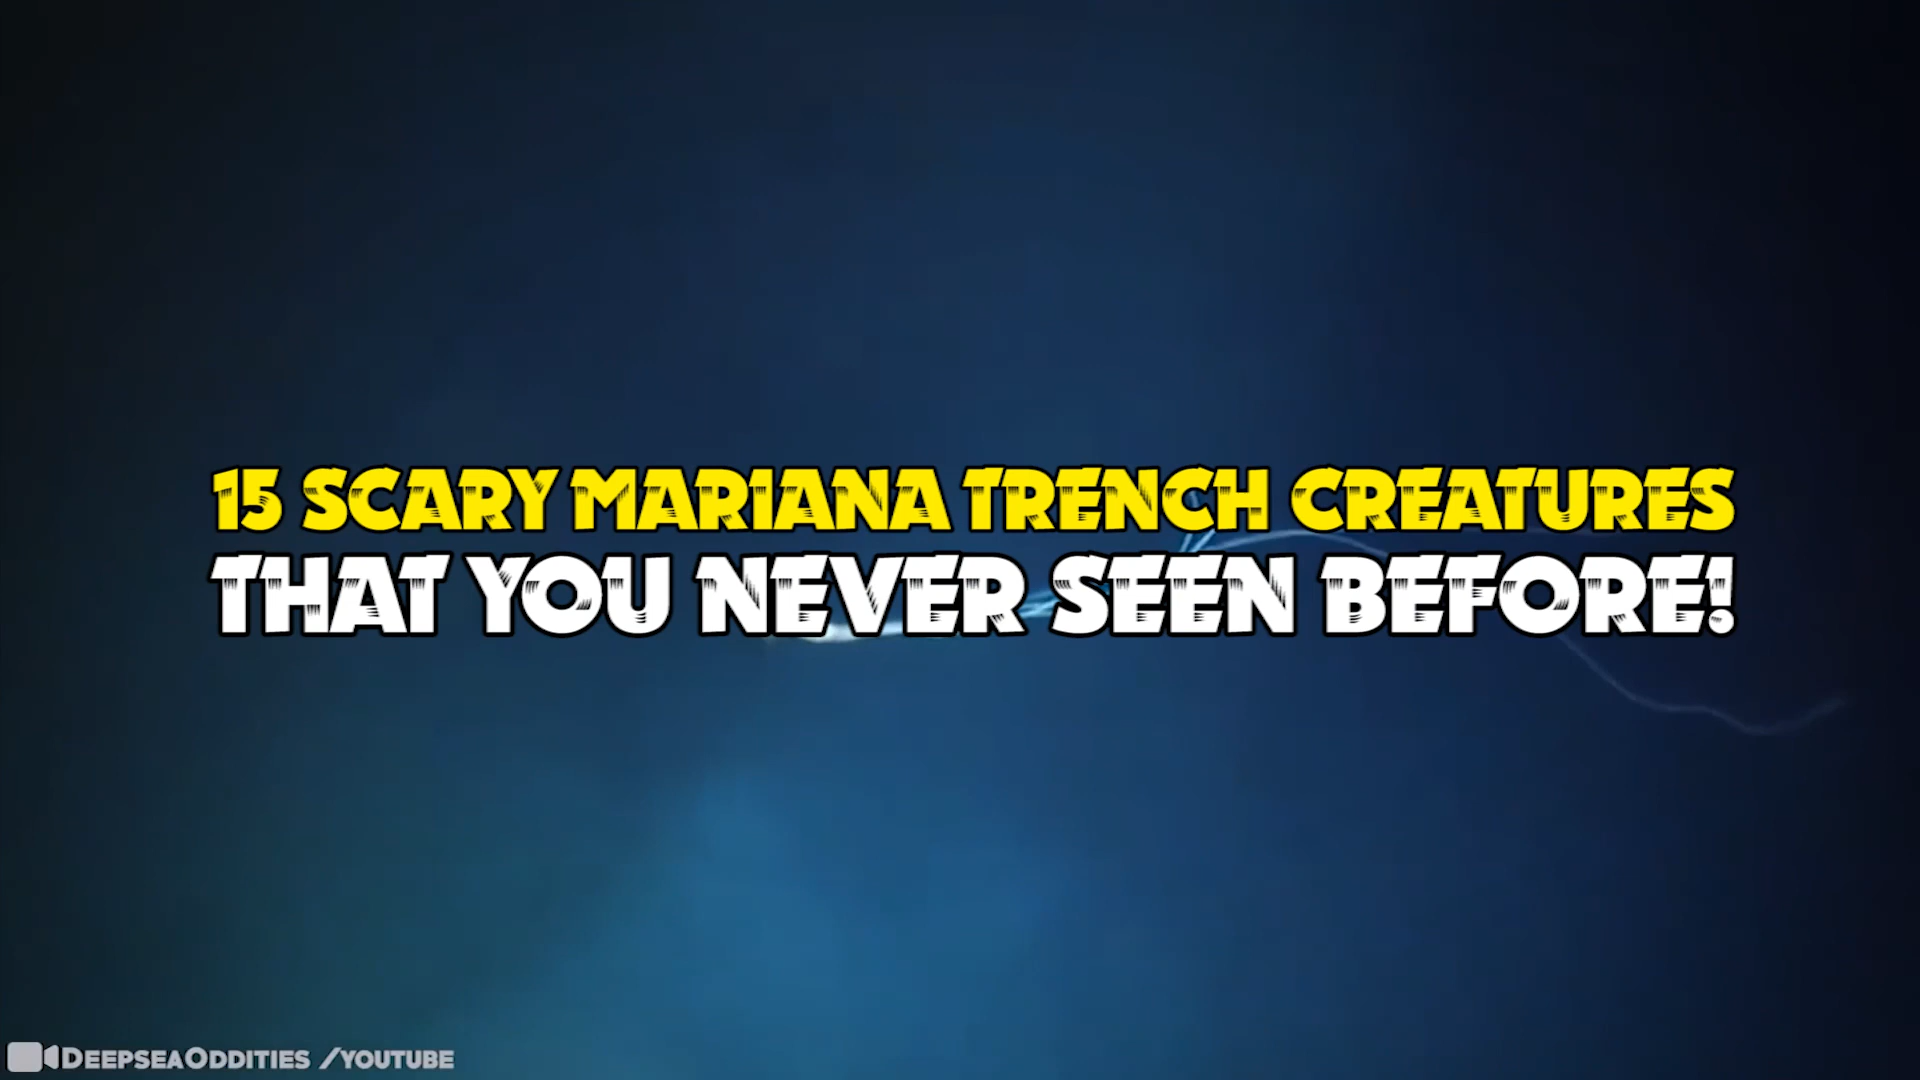 15 SCARY MARIANA TRENCH CREATURES
THAT YOU NEVER SEEN BEFORE!
DEEPSEAODDITIES /YOUTUBE